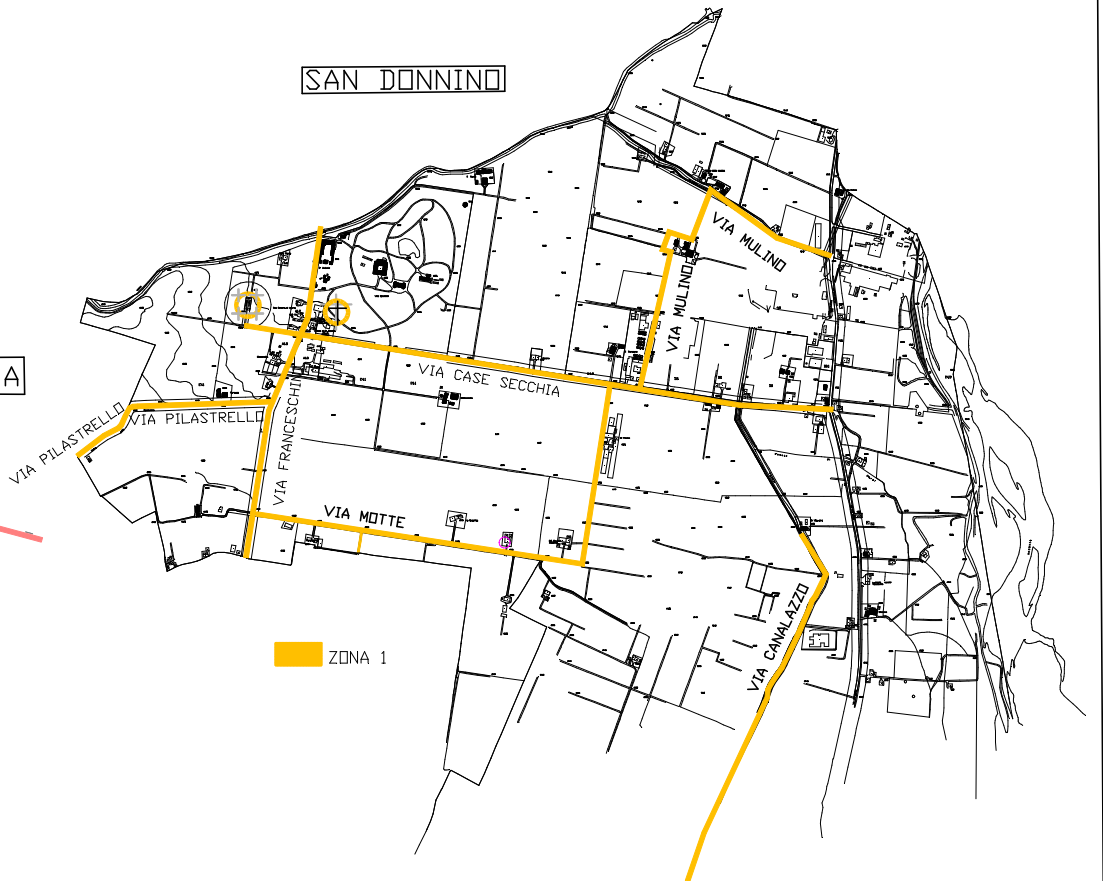 SAN DONNINO
VIA MULINO
VIA MULINO
A
VIA CASE SECCHIA
VIA PILASTRELLO
VIA PILASTRELLO
VIA FRANCESCHINI
VIA MOTTE
VIA CANALAZZO
ZONA 1